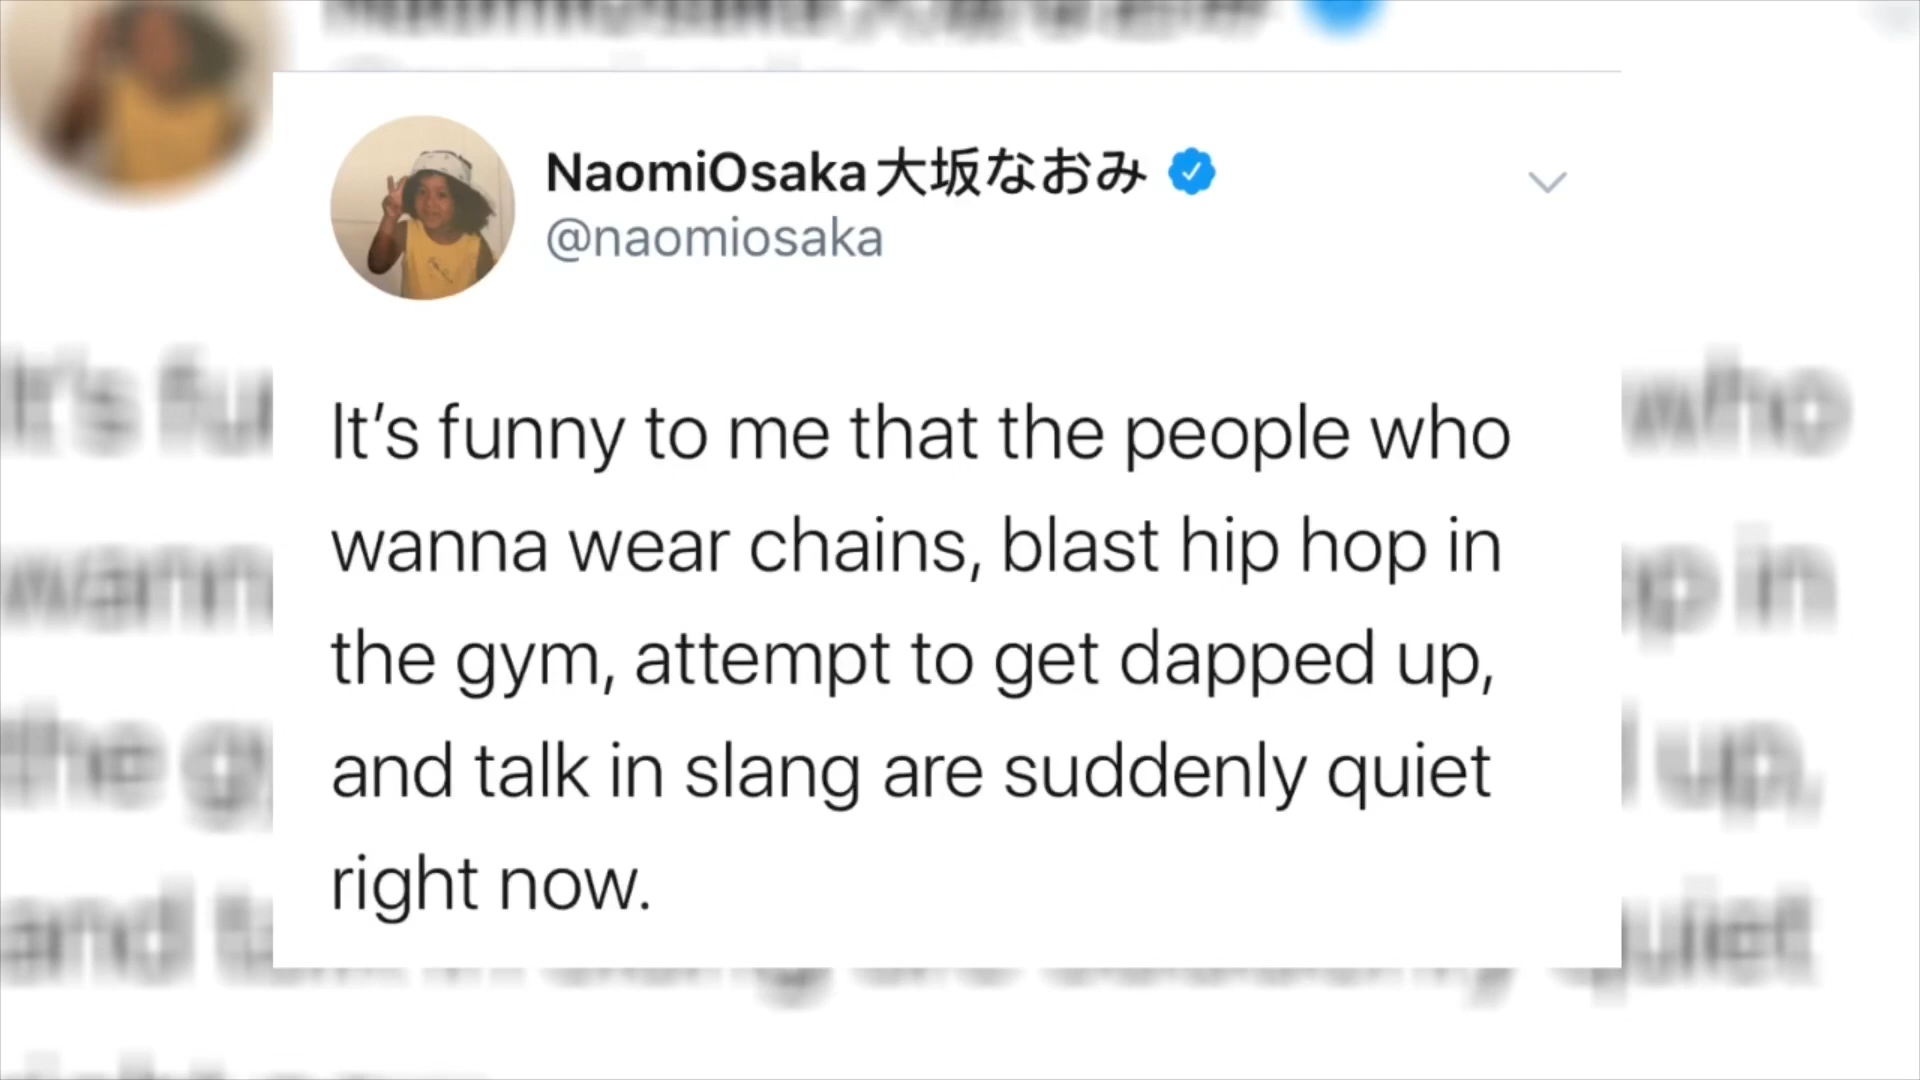 NaomiOsaka大坂なおみ
@naomiosaka
It's funny to me that the people who
wanna wear chains, blast hip hop in
the gym, attempt to get dapped up,
and talk in slang are suddenly quiet
right now.